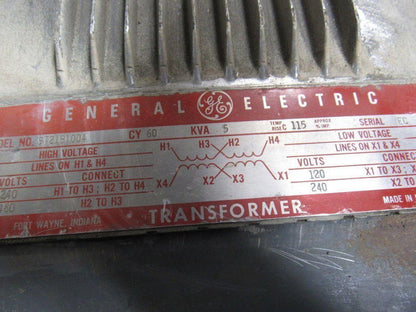 GENERAL GE ELECTRIC
DEL NO. 9T21B1004 CY 60 KVA 5 TEMP. RISE C 115 APPROX % IMP. SERIAL EG
HIGH VOLTAGE H1 H3 H2 H4 LOW VOLTAGE
LINES ON H1 & H4 LINES ON X1 & X4
VOLTS CONNECT X4 X2 X3 X1 VOLTS CONNECT
240 H1 TO H3 ; H2 TO H4 120 X1 TO X3 ;
480 H2 TO H3 240 X2 TO
TRANSFORMER
FORT WAYNE, INDIANA MADE IN